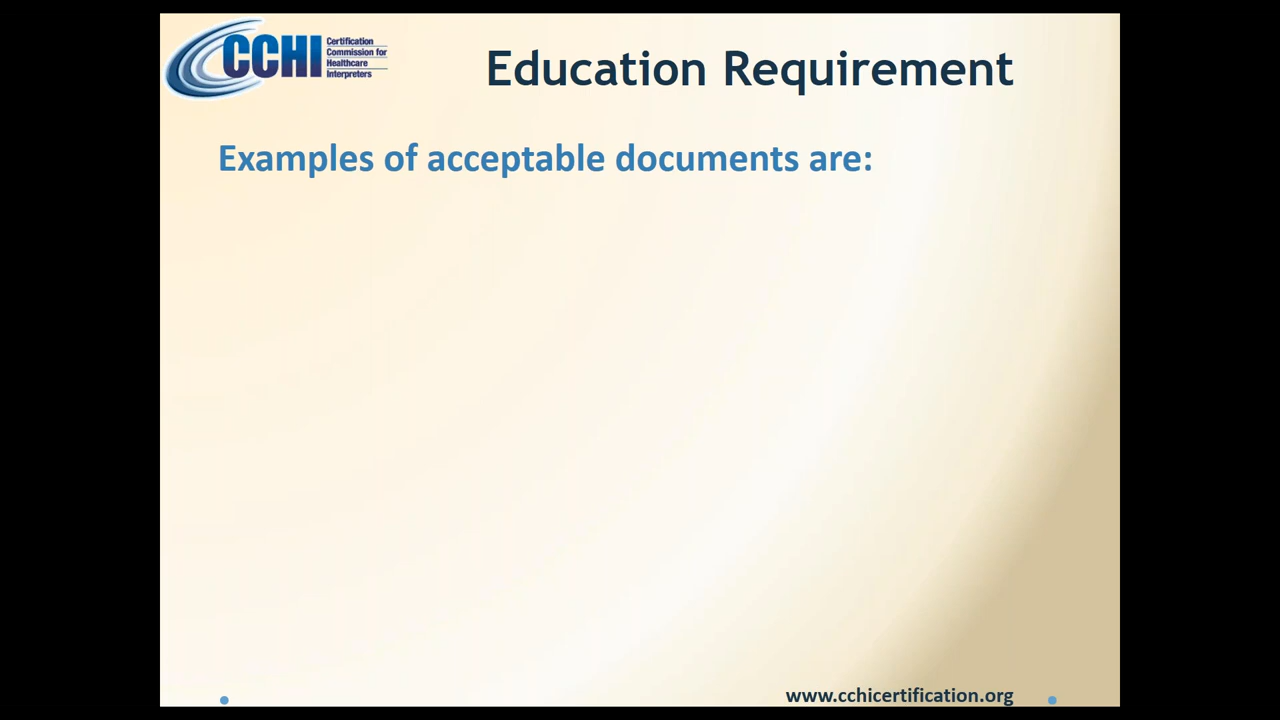 CCHI
Certification
Commission for
Healthcare
Interpreters
Education Requirement
Examples of acceptable documents are:
www.cchicertification.org